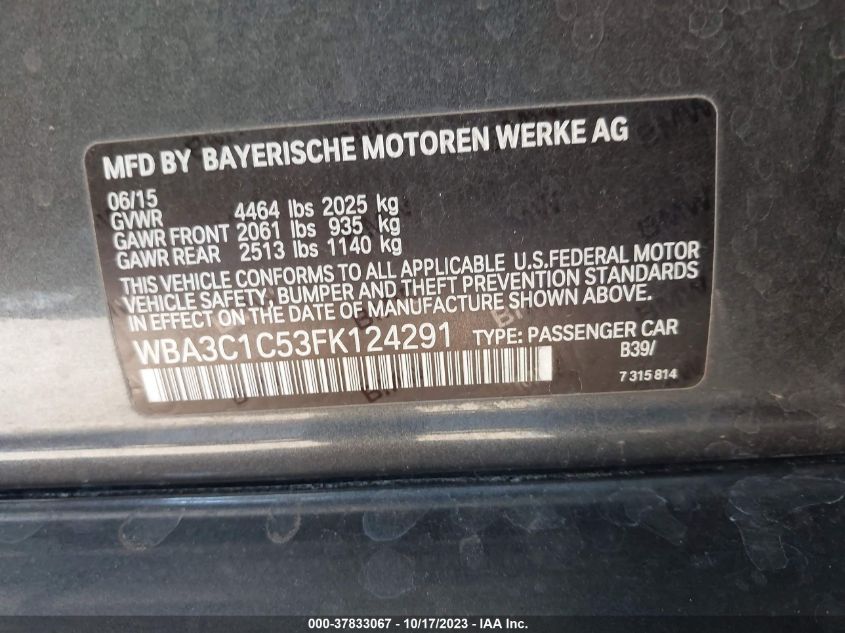 MFD BY BAYERISCHE MOTOREN WERKE AG
06/15
GVWR 4464 lbs 2025 kg
GAWR FRONT 2061 lbs 935 kg
GAWR REAR 2513 lbs 1140 kg
THIS VEHICLE CONFORMS TO ALL APPLICABLE U.S.FEDERAL MOTOR
VEHICLE SAFETY, BUMPER AND THEFT PREVENTION STANDARDS
IN EFFECT ON THE DATE OF MANUFACTURE SHOWN ABOVE.
WBA3C1C53FK124291 TYPE: PASSENGER CAR
B39/
7 315 814
000-37833067 - 10/17/2023 - IAA Inc.